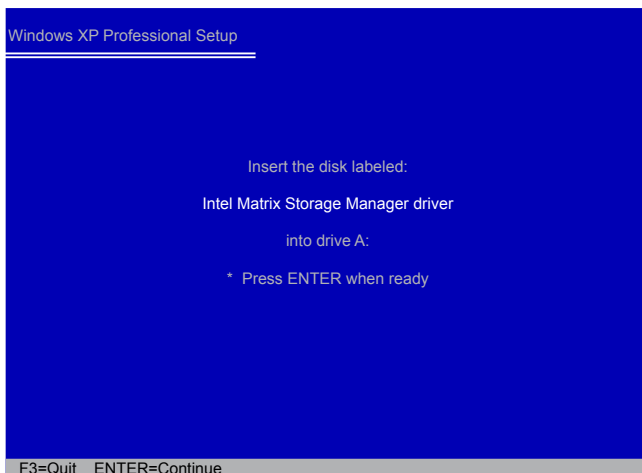 Windows XP Professional Setup
Insert the disk labeled:
Intel Matrix Storage Manager driver
into drive A:
* Press ENTER when ready
F3=Quit ENTER=Continue